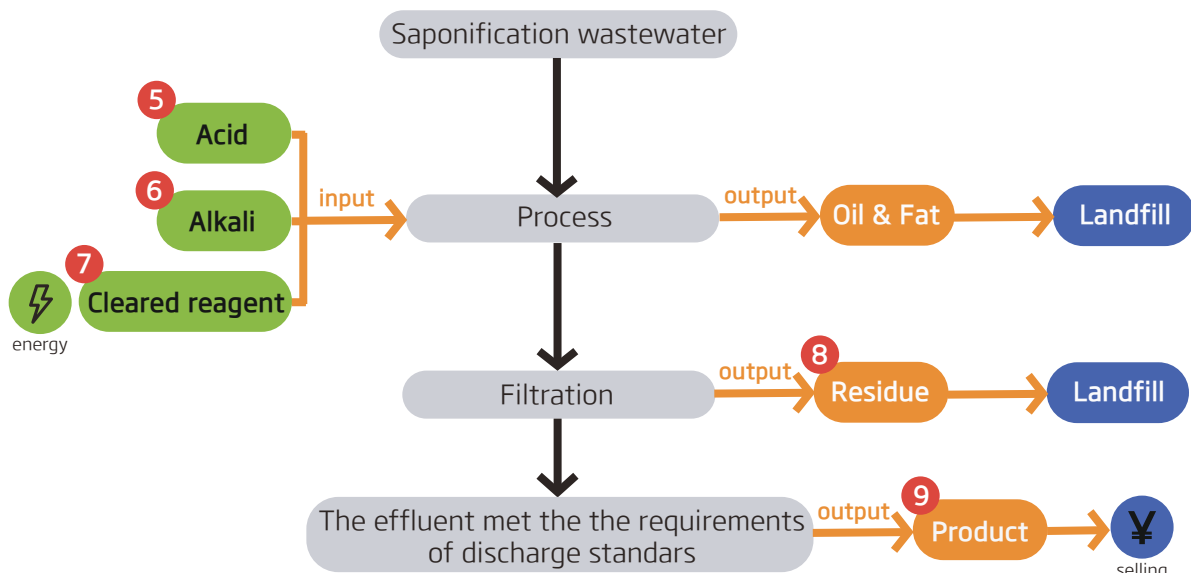 Saponification wastewater
5
Acid
6
Alkali
7
Cleared reagent
energy
input
Process
output
Oil & Fat
Landfill
Filtration
output
8
Residue
Landfill
The effluent met the the requirements
of discharge standars
output
9
Product
¥
selling